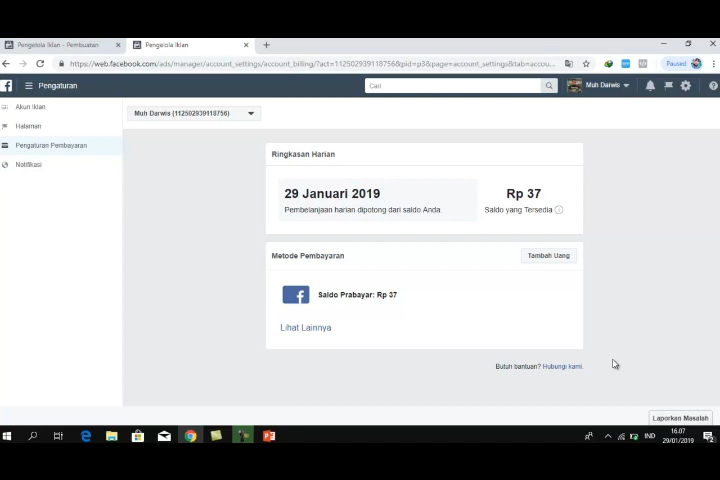 Pengelola Iklan - Pembuatan
Pengelola Iklan
https://web.facebook.com/ads/manager/account_settings/account_billing/?act=112502939118756&pid=p3&page=account_settings&tab=accou...
Paused
Pengaturan
Cari
Muh Darwis
Akun Iklan
Halaman
Pengaturan Pembayaran
Notifikasi
Muh Darwis (112502939118756)
Ringkasan Harian
29 Januari 2019
Pembelanjaan harian dipotong dari saldo Anda.
Rp 37
Saldo yang Tersedia
Metode Pembayaran
Tambah Uang
Saldo Prabayar: Rp 37
Lihat Lainnya
Butuh bantuan? Hubungi kami.
Laporkan Masalah
IND
16.07
29/01/2019